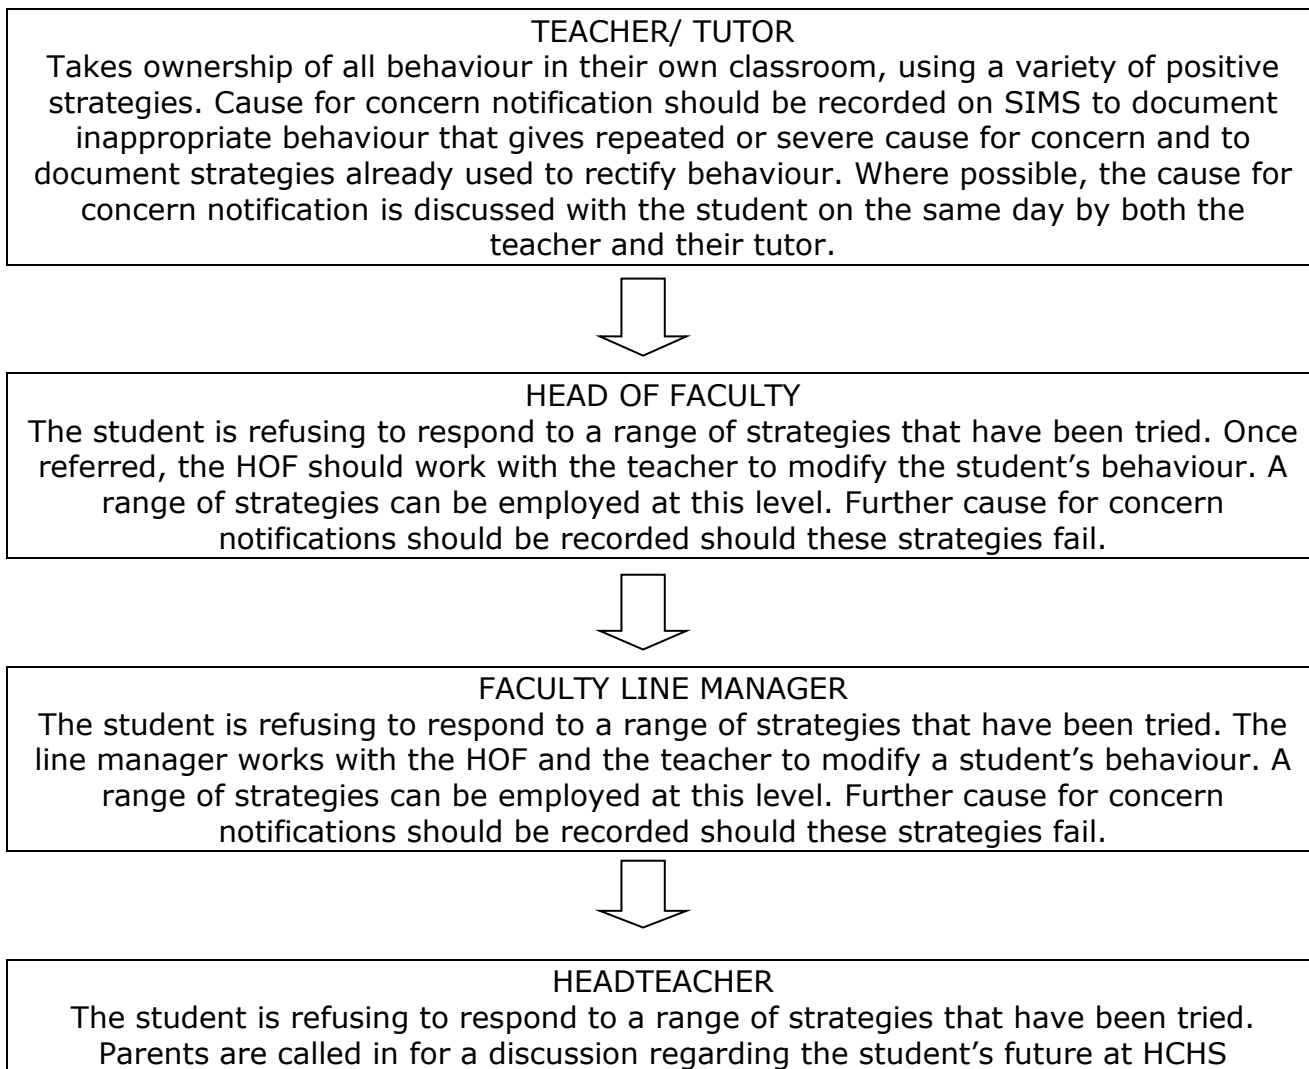 TEACHER/ TUTOR
Takes ownership of all behaviour in their own classroom, using a variety of positive
strategies. Cause for concern notification should be recorded on SIMS to document
inappropriate behaviour that gives repeated or severe cause for concern and to
document strategies already used to rectify behaviour. Where possible, the cause for
concern notification is discussed with the student on the same day by both the
teacher and their tutor.
HEAD OF FACULTY
The student is refusing to respond to a range of strategies that have been tried. Once
referred, the HOF should work with the teacher to modify the student’s behaviour. A
range of strategies can be employed at this level. Further cause for concern
notifications should be recorded should these strategies fail.
FACULTY LINE MANAGER
The student is refusing to respond to a range of strategies that have been tried. The
line manager works with the HOF and the teacher to modify a student’s behaviour. A
range of strategies can be employed at this level. Further cause for concern
notifications should be recorded should these strategies fail.
HEADTEACHER
The student is refusing to respond to a range of strategies that have been tried.
Parents are called in for a discussion regarding the student’s future at HCHS